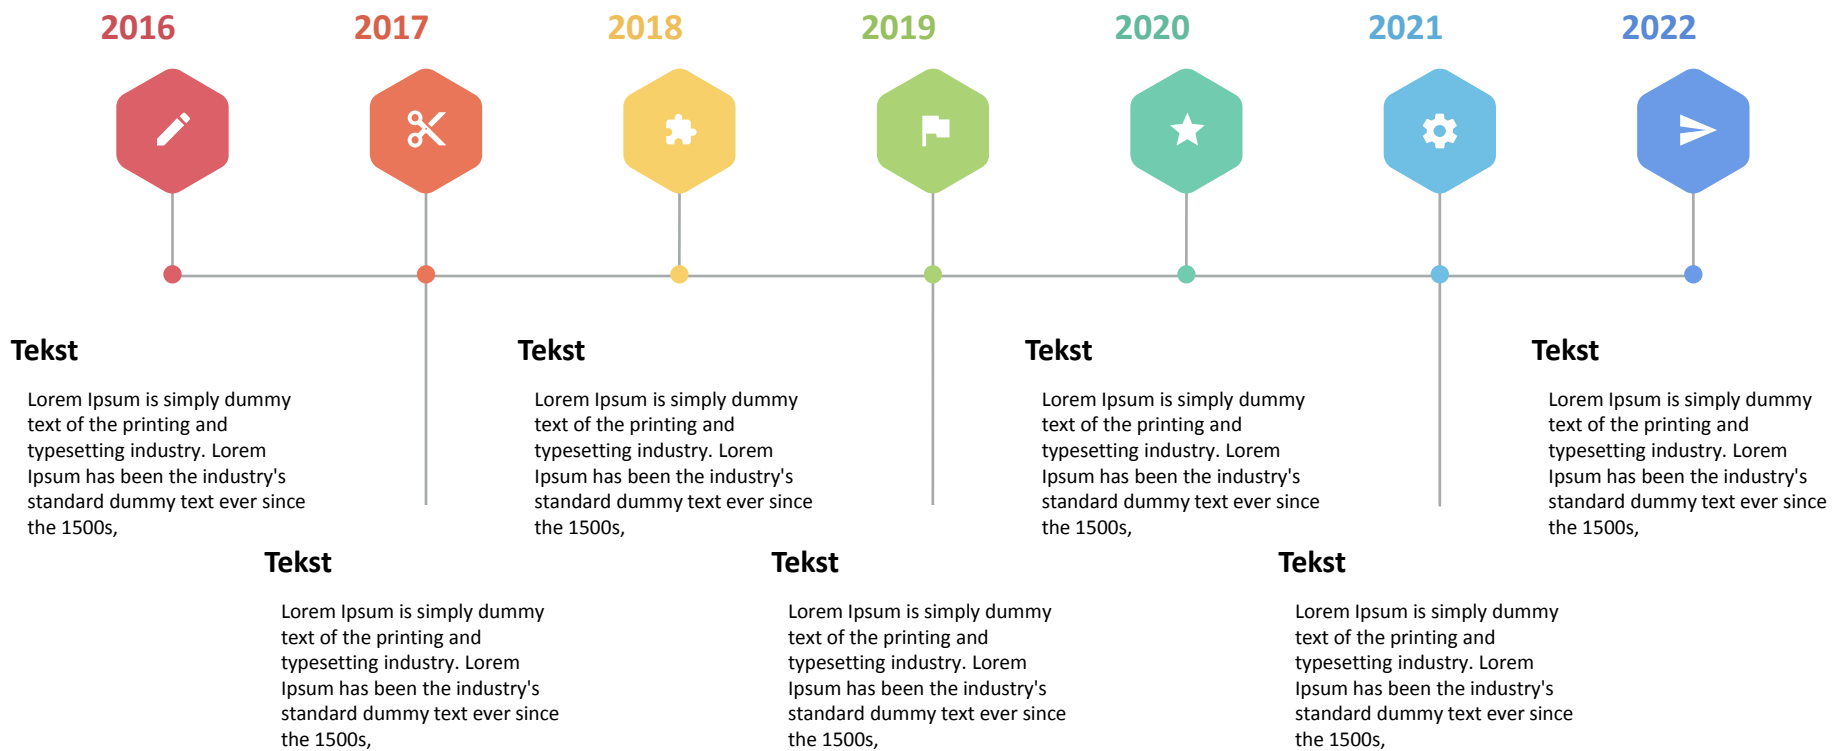 2016
2017
2018
2019
2020
2021
2022
Tekst
Lorem Ipsum is simply dummy
text of the printing and
typesetting industry. Lorem
Ipsum has been the industry's
standard dummy text ever since
the 1500s,
Tekst
Lorem Ipsum is simply dummy
text of the printing and
typesetting industry. Lorem
Ipsum has been the industry's
standard dummy text ever since
the 1500s,
Tekst
Lorem Ipsum is simply dummy
text of the printing and
typesetting industry. Lorem
Ipsum has been the industry's
standard dummy text ever since
the 1500s,
Tekst
Lorem Ipsum is simply dummy
text of the printing and
typesetting industry. Lorem
Ipsum has been the industry's
standard dummy text ever since
the 1500s,
Tekst
Lorem Ipsum is simply dummy
text of the printing and
typesetting industry. Lorem
Ipsum has been the industry's
standard dummy text ever since
the 1500s,
Tekst
Lorem Ipsum is simply dummy
text of the printing and
typesetting industry. Lorem
Ipsum has been the industry's
standard dummy text ever since
the 1500s,
Tekst
Lorem Ipsum is simply dummy
text of the printing and
typesetting industry. Lorem
Ipsum has been the industry's
standard dummy text ever since
the 1500s,